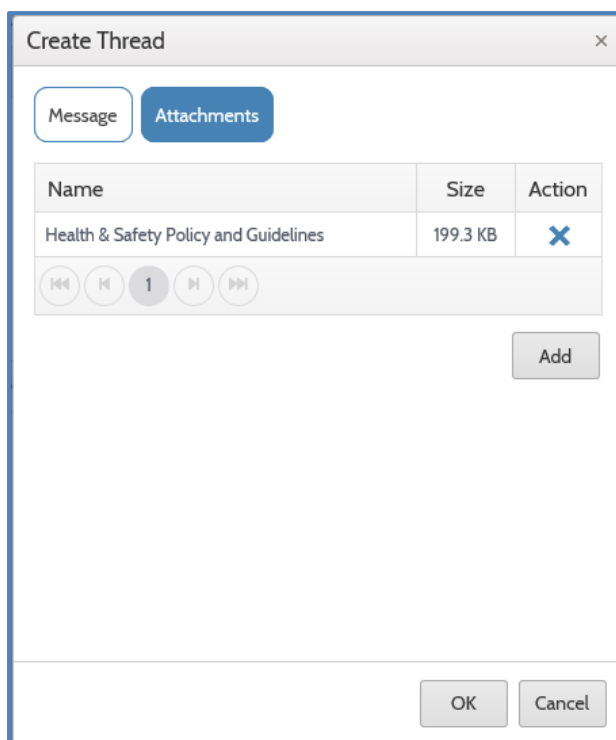 Create Thread
Message Attachments
Name Size Action
Health & Safety Policy and Guidelines 199.3 KB
1
Add
OK Cancel